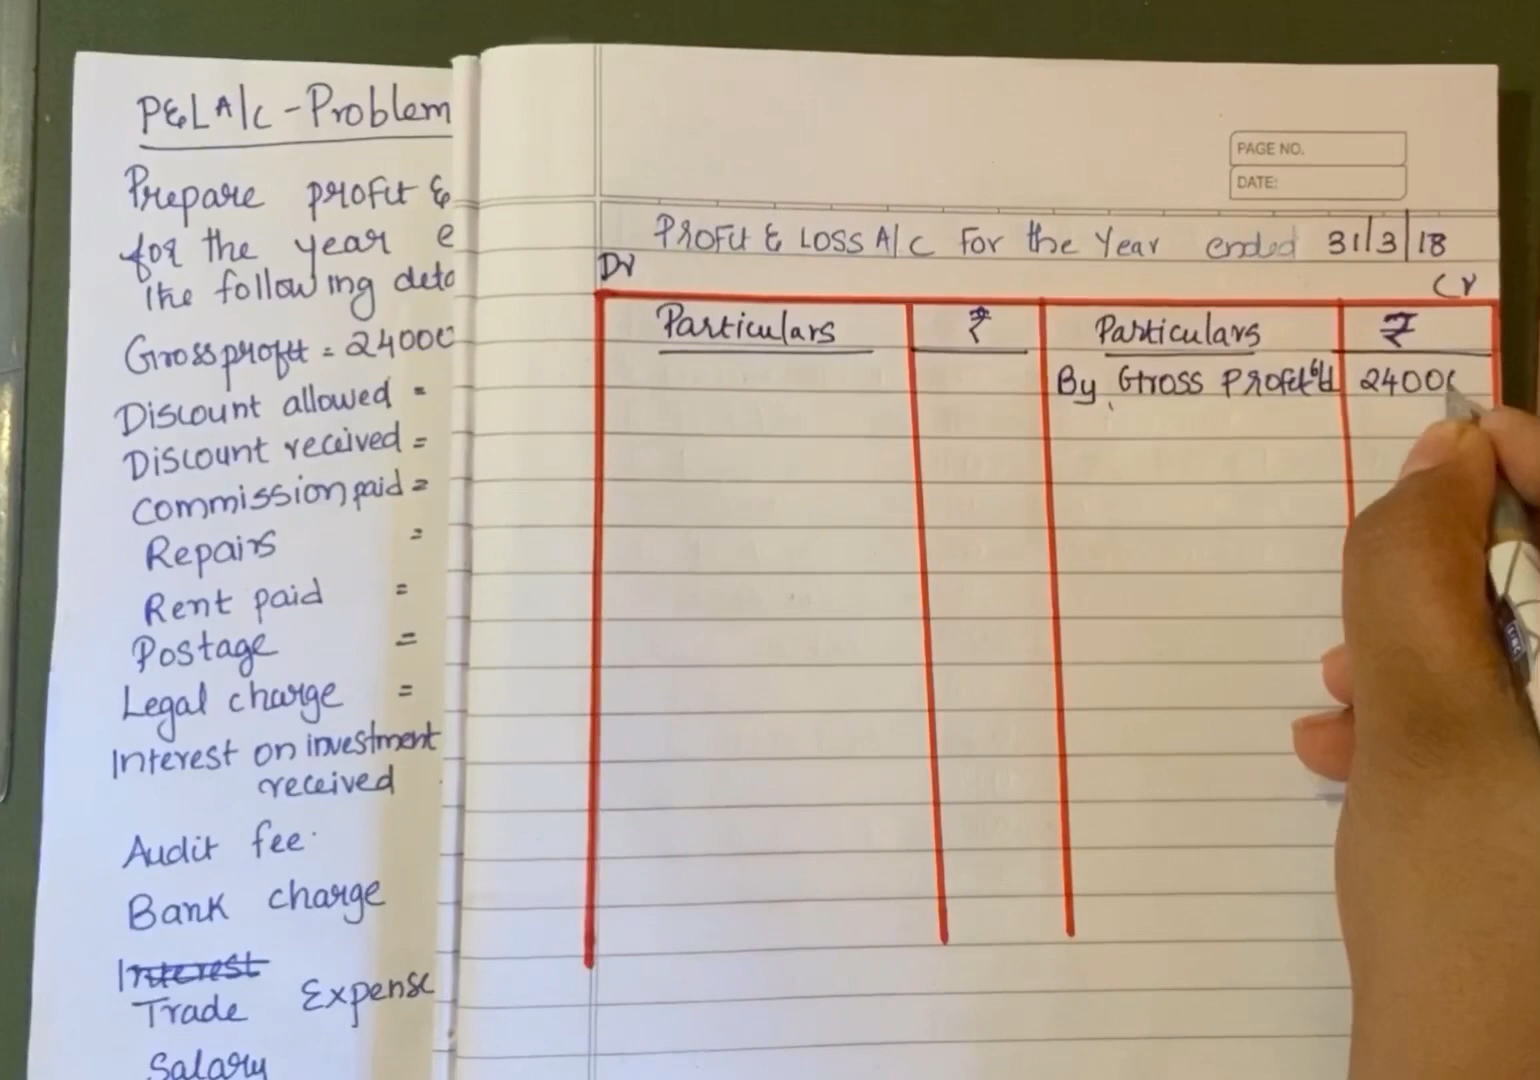 P&L A/c - Problem
Prepare profit &
for the year e
the following deta
Gross profit = 24000
Discount allowed =
Discount received =
Commission paid =
Repairs =
Rent paid =
Postage =
Legal charge =
Interest on investment
received
Audit fee
Bank charge
Interest
Trade Expense
Salary
PAGE NO.
DATE:
Profit & LOSS A/C For the Year ended 31/3/18
Dr
Cr
Particulars ₹ Particulars ₹
By Gross Profit b/d 24000